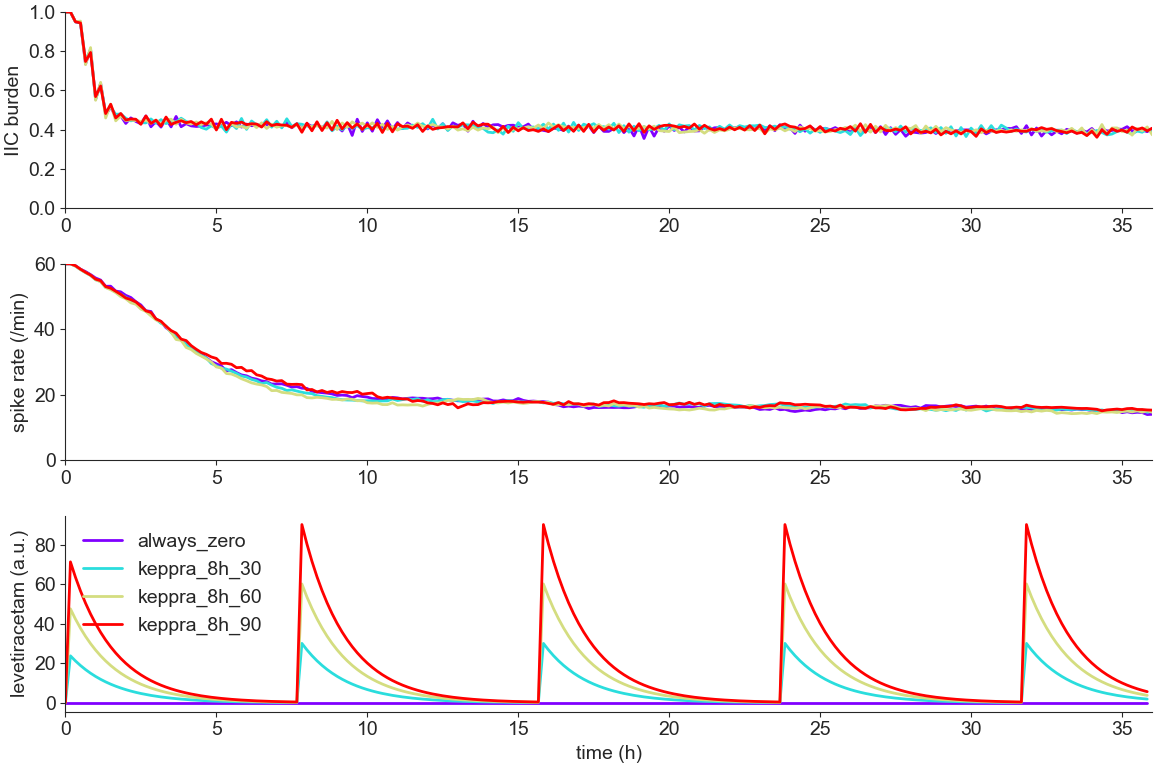 1.0
0.8
0.6
0.4
0.2
0.0
IIC burden
0 5 10 15 20 25 30 35
60
40
20
0
spike rate (/min)
0 5 10 15 20 25 30 35
80
60
40
20
0
levetiracetam (a.u.)
always_zero
keppra_8h_30
keppra_8h_60
keppra_8h_90
0 5 10 15 20 25 30 35
time (h)